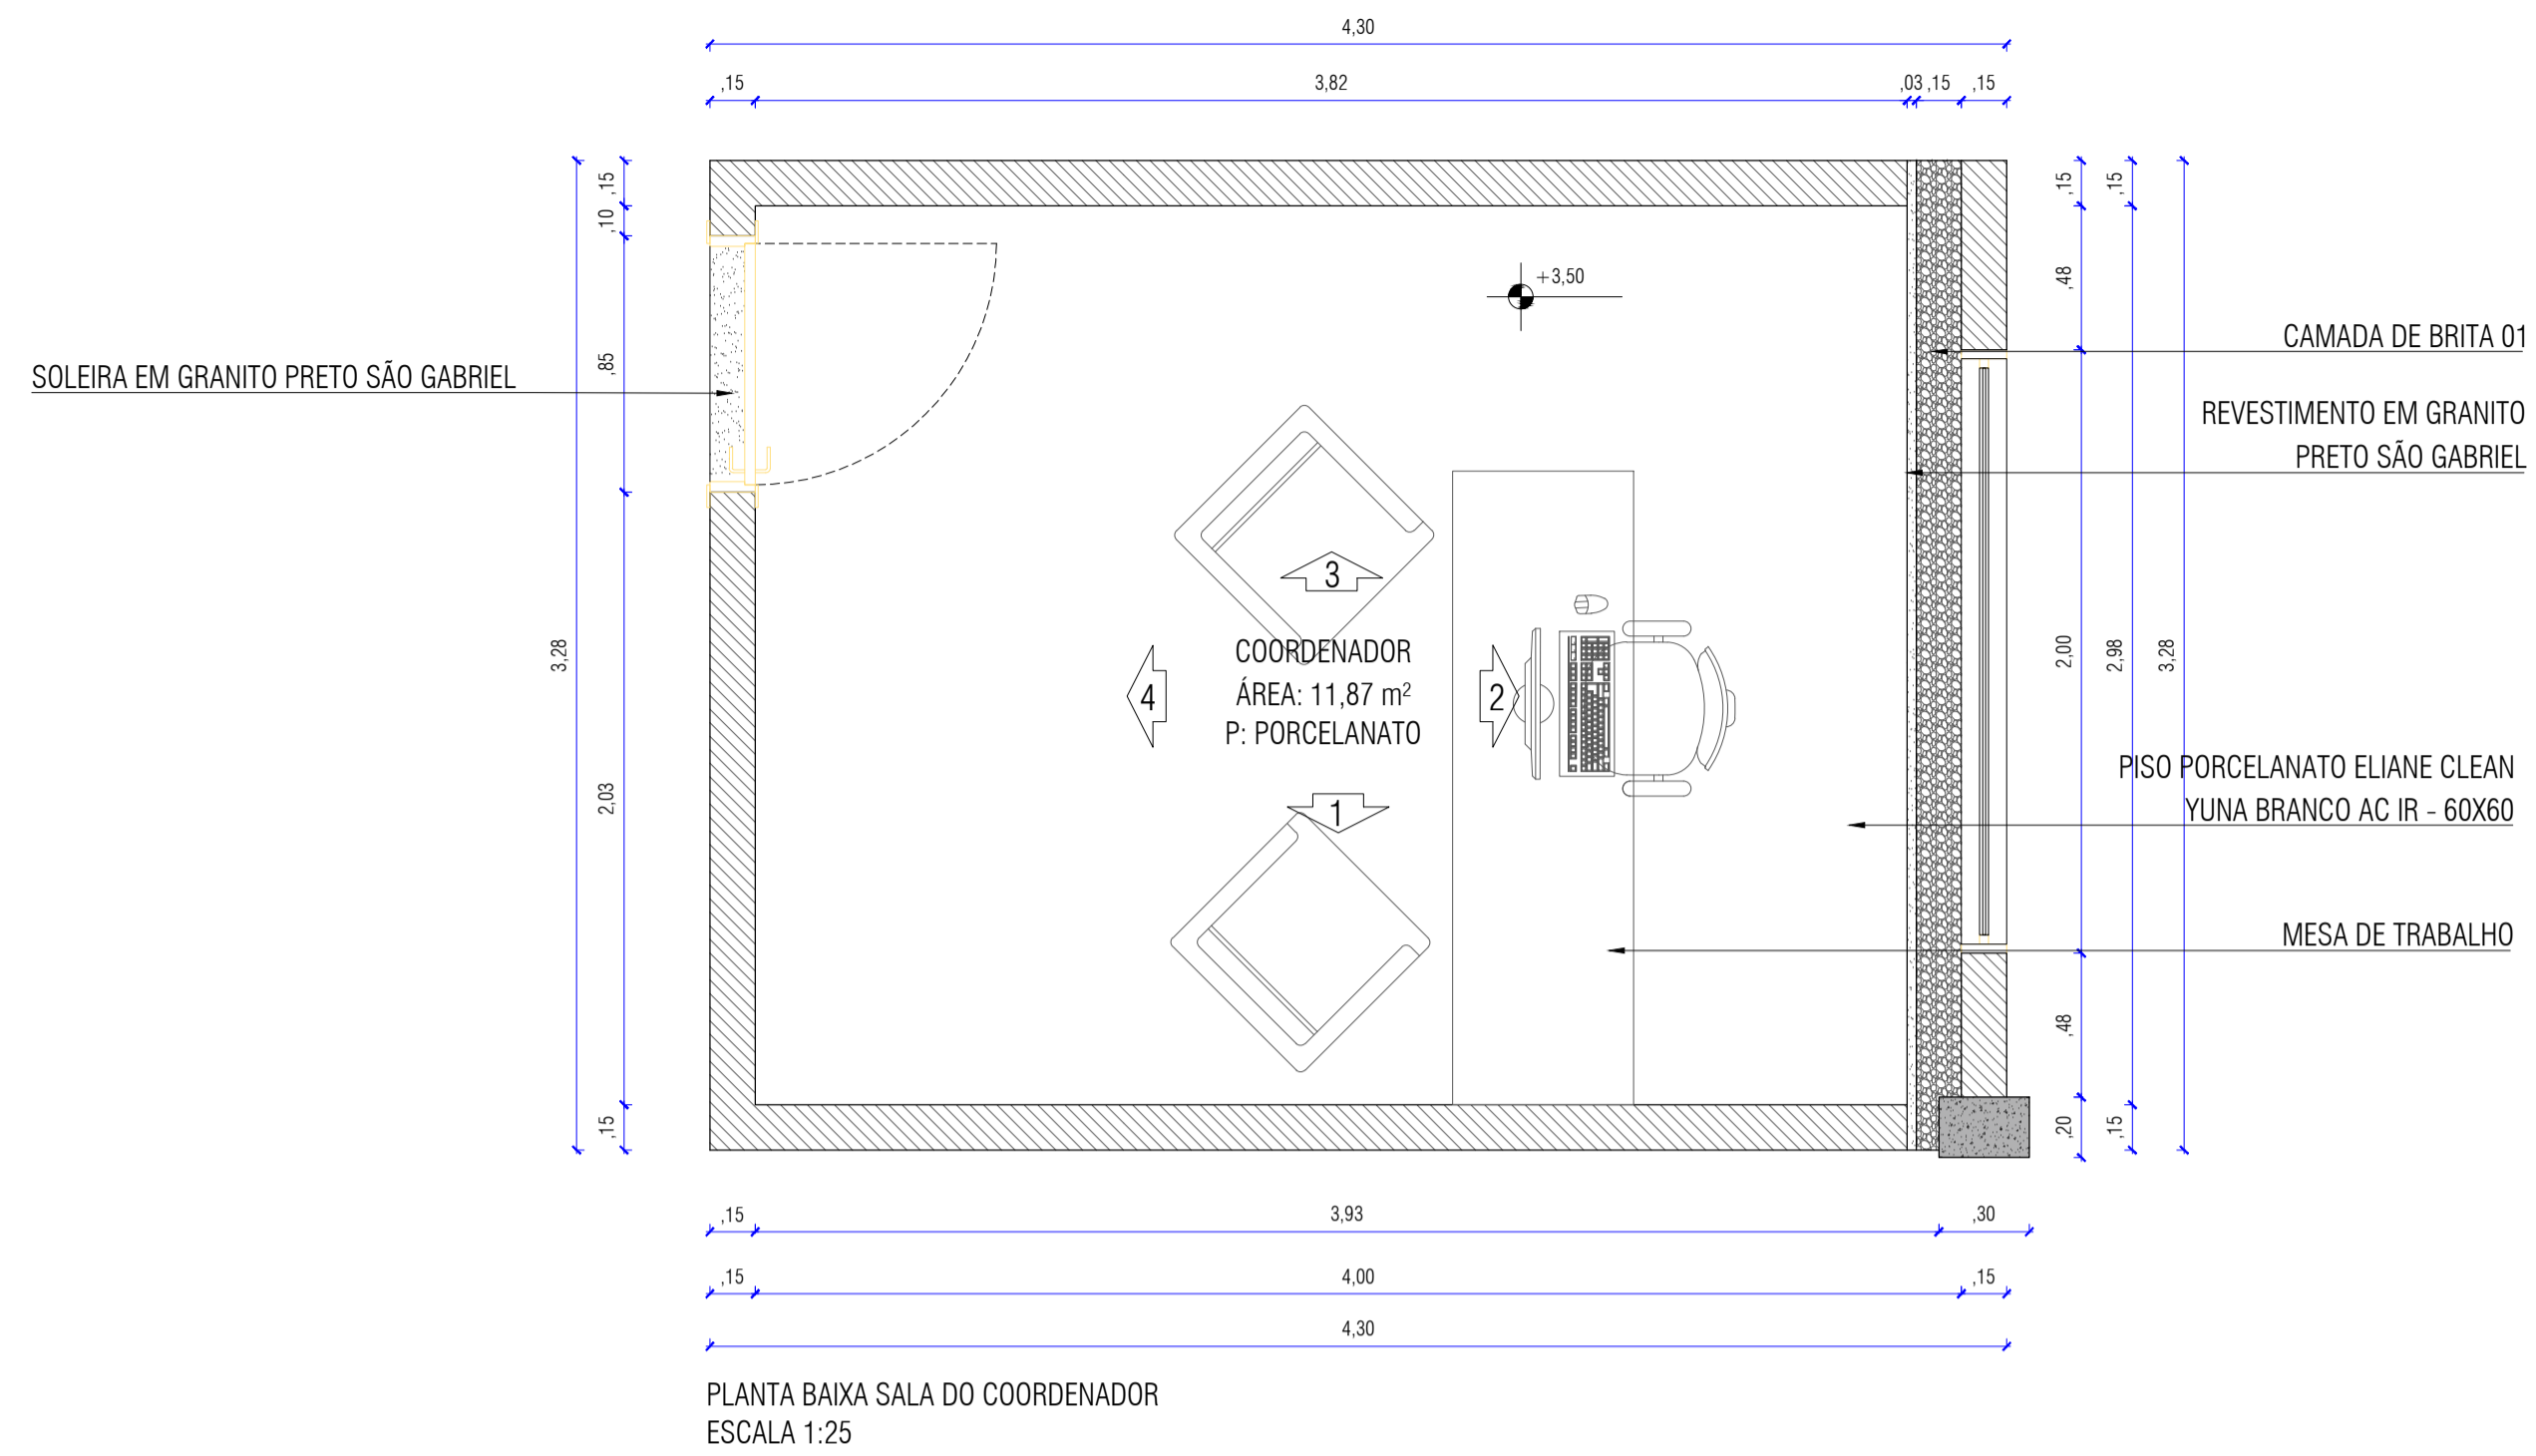 4,30
,15
3,82
,03
,15
,15
,15
,10
,85
3,28
2,03
,15
SOLEIRA EM GRANITO PRETO SÃO GABRIEL
+3,50
3
COORDENADOR
4
ÁREA: 11,87 m²
2
P: PORCELANATO
1
,15
,15
,48
2,00
2,98
3,28
,48
,20
,15
CAMADA DE BRITA 01
REVESTIMENTO EM GRANITO
PRETO SÃO GABRIEL
PISO PORCELANATO ELIANE CLEAN
YUNA BRANCO AC IR - 60X60
MESA DE TRABALHO
,15
3,93
,30
,15
4,00
,15
4,30
PLANTA BAIXA SALA DO COORDENADOR
ESCALA 1:25